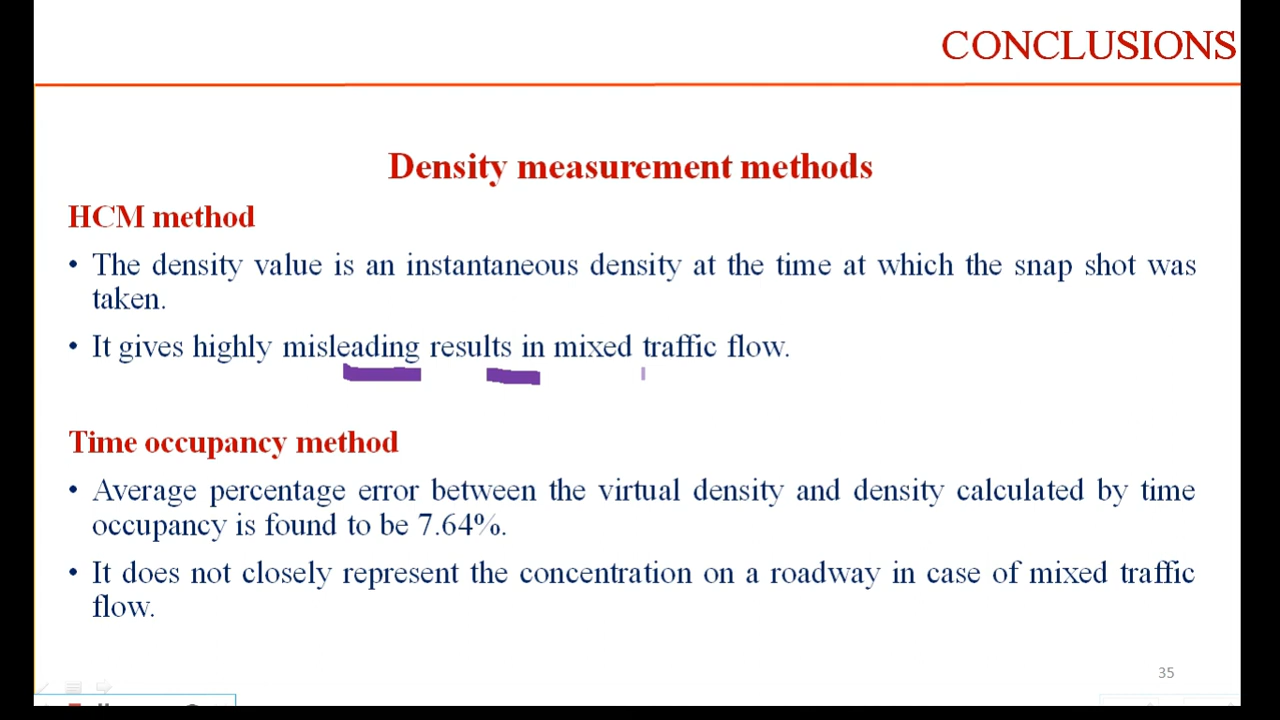 CONCLUSIONS
Density measurement methods
HCM method
• The density value is an instantaneous density at the time at which the snap shot was
taken.
• It gives highly misleading results in mixed traffic flow.
Time occupancy method
• Average percentage error between the virtual density and density calculated by time
occupancy is found to be 7.64%.
• It does not closely represent the concentration on a roadway in case of mixed traffic
flow.
35